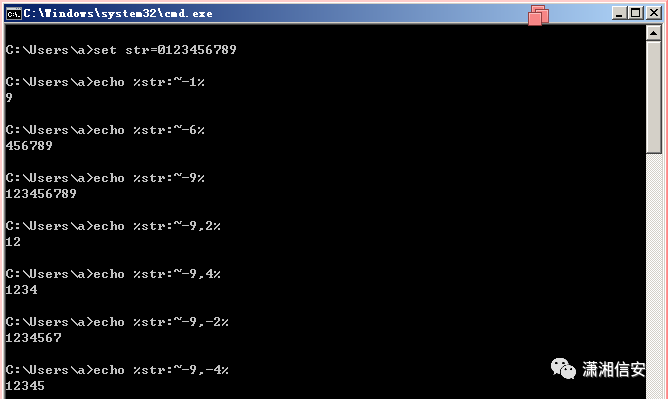 C:\Windows\system32\cmd.exe
C:\Users\a>set str=0123456789
C:\Users\a>echo %str:~-1%
9
C:\Users\a>echo %str:~-6%
456789
C:\Users\a>echo %str:~-9%
123456789
C:\Users\a>echo %str:~-9,2%
12
C:\Users\a>echo %str:~-9,4%
1234
C:\Users\a>echo %str:~-9,-2%
1234567
C:\Users\a>echo %str:~-9,-4%
12345
潇湘信安